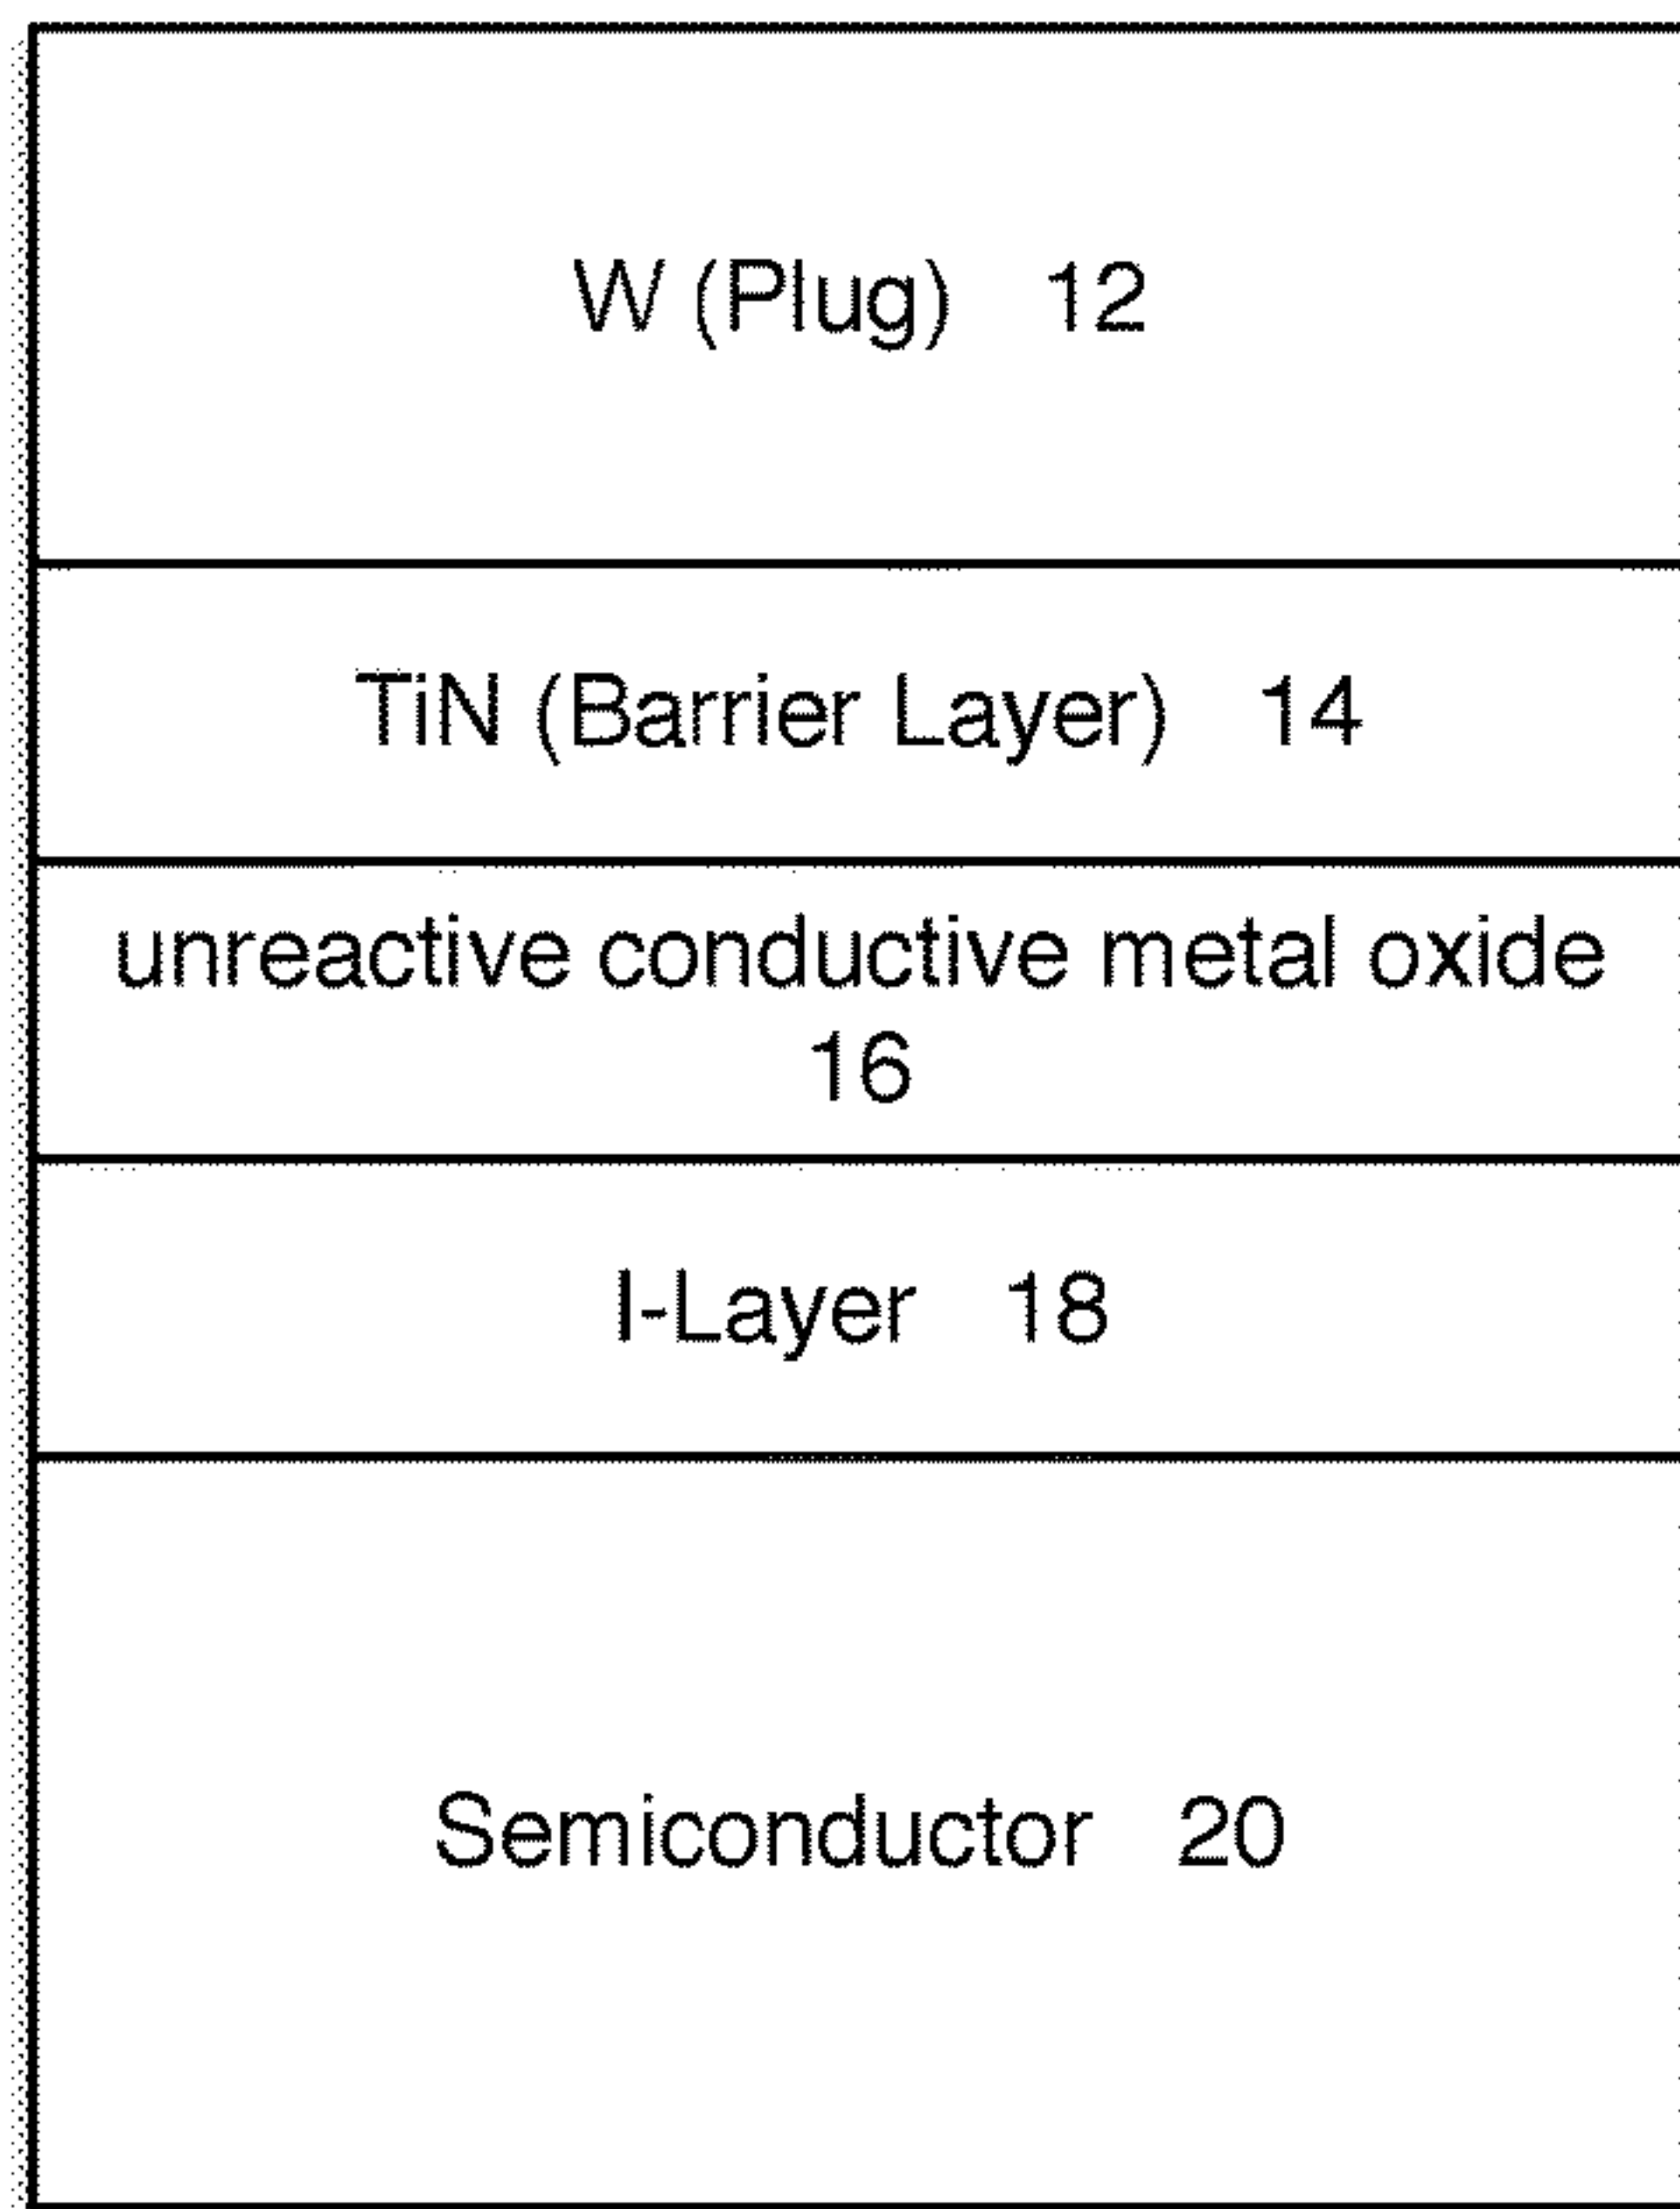 W (Plug) 12
TiN (Barrier Layer) 14
unreactive conductive metal oxide
16
I-Layer 18
Semiconductor 20